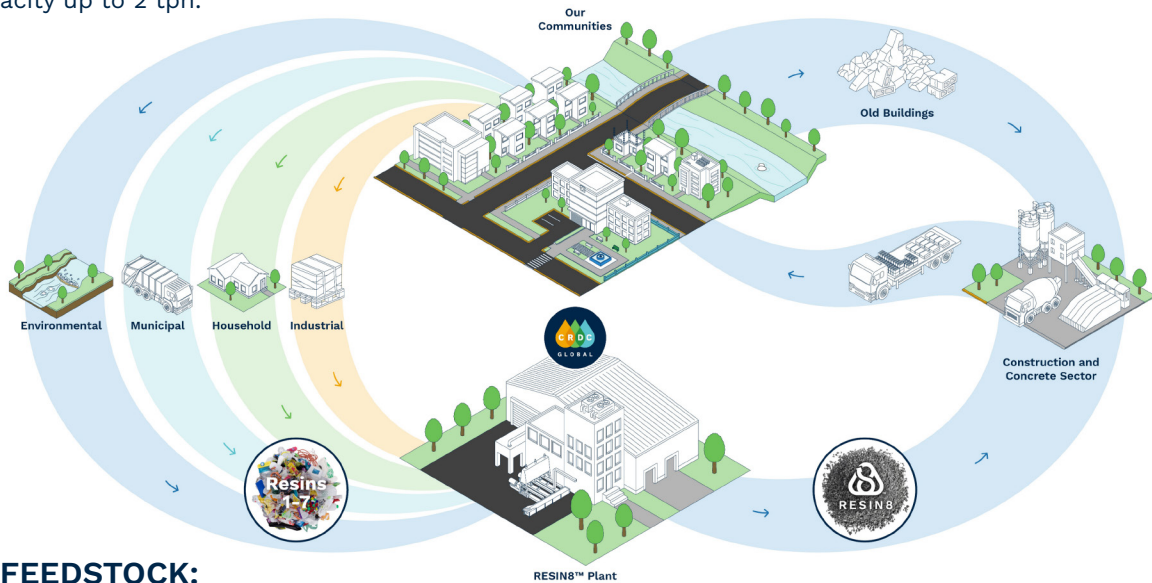 acity up to 2 tph.
Our
Communities
Old Buildings
Environmental
Municipal
Household
Industrial
CRDC
GLOBAL
Construction and
Concrete Sector
Resins
1-7
RESIN8
FEEDSTOCK:
RESIN8™ Plant